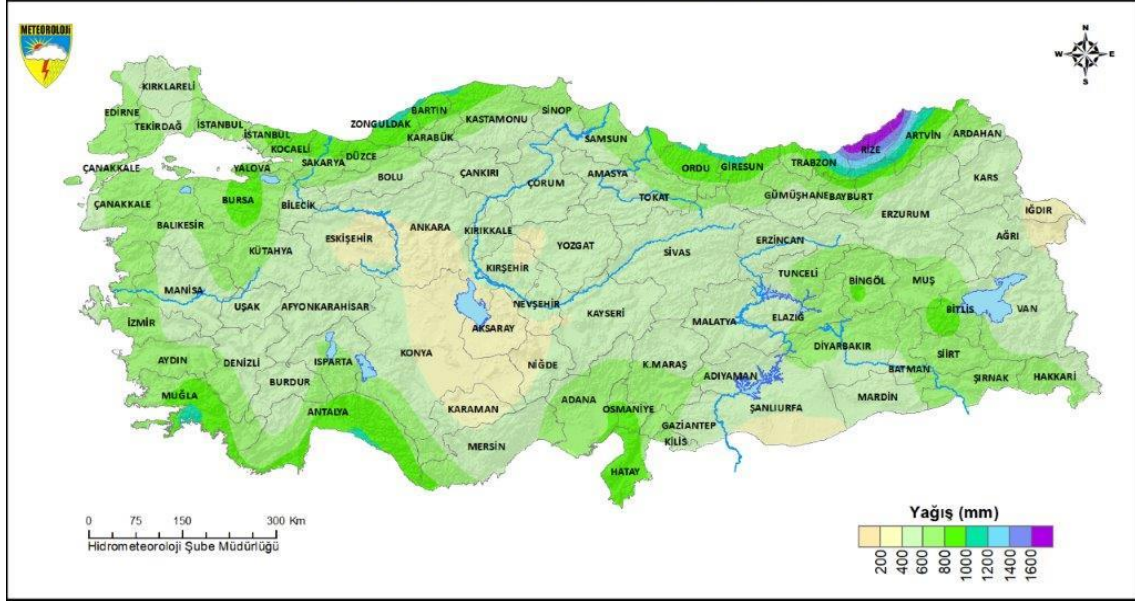 METEOROLOJİ
N
W E
S
KIRKLARELİ
EDİRNE
TEKİRDAĞ
İSTANBUL
İSTANBUL
KOCAELİ
ÇANAKKALE
YALOVA
SAKARYA
DÜZCE
ZONGULDAK
BARTIN
KARABÜK
KASTAMONU
SİNOP
SAMSUN
ORDU
GİRESUN
TRABZON
RİZE
ARTVİN
ARDAHAN
ÇANAKKALE
BURSA
BİLECİK
BOLU
ÇANKIRI
ÇORUM
AMASYA
TOKAT
GÜMÜŞHANE
BAYBURT
KARS
BALIKESİR
KÜTAHYA
ESKİŞEHİR
ANKARA
KIRIKKALE
YOZGAT
SİVAS
ERZİNCAN
ERZURUM
IĞDIR
AĞRI
MANİSA
UŞAK
AFYONKARAHİSAR
KIRŞEHİR
NEVŞEHİR
KAYSERİ
MALATYA
TUNCELİ
ELAZIĞ
BİNGÖL
MUŞ
BİTLİS
VAN
İZMİR
AYDIN
DENİZLİ
ISPARTA
BURDUR
KONYA
AKSARAY
NİĞDE
K.MARAŞ
ADIYAMAN
DİYARBAKIR
BATMAN
SİİRT
ŞIRNAK
HAKKARİ
MUĞLA
ANTALYA
KARAMAN
MERSİN
ADANA
OSMANİYE
GAZİANTEP
KİLİS
ŞANLIURFA
MARDİN
HATAY
0 75 150 300 Km
Hidrometeoroloji Şube Müdürlüğü
Yağış (mm)
200 400 600 800 1000 1200 1400 1600